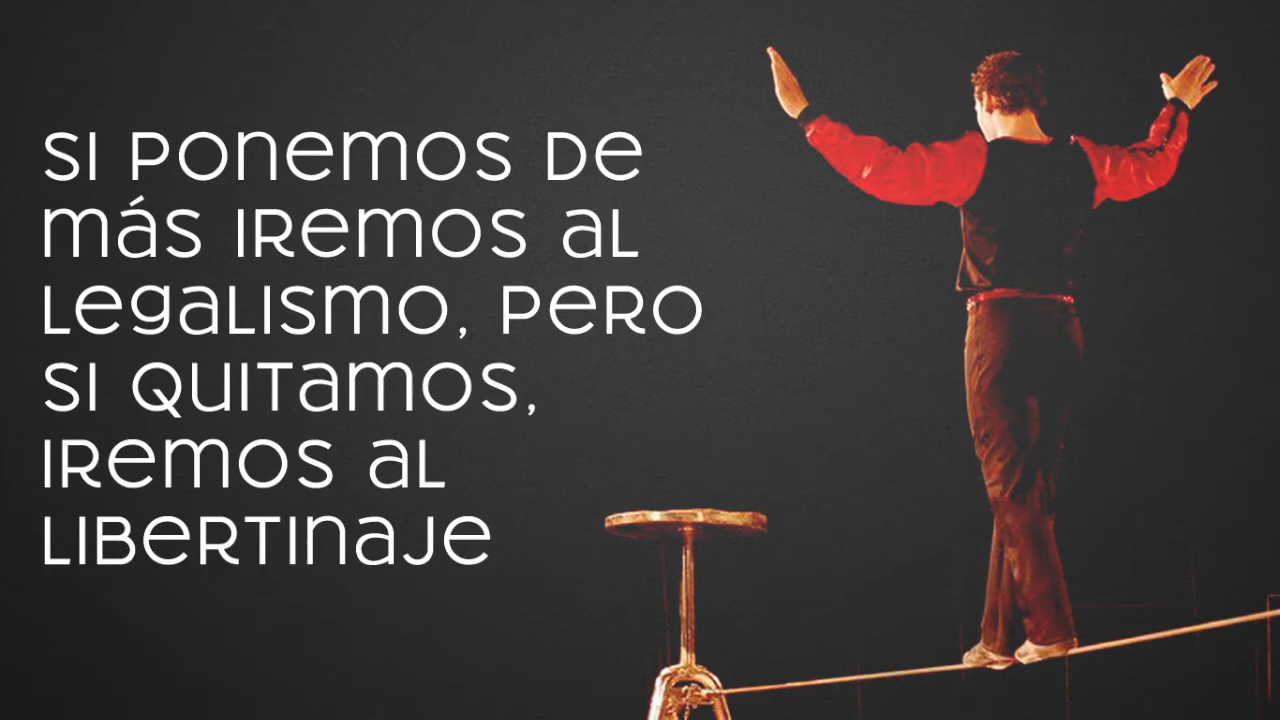 SI PONEMOS DE
MÁS IREMOS AL
LEGALISMO, PERO
SI QUITAMOS,
IREMOS AL
LIBERTINAJE